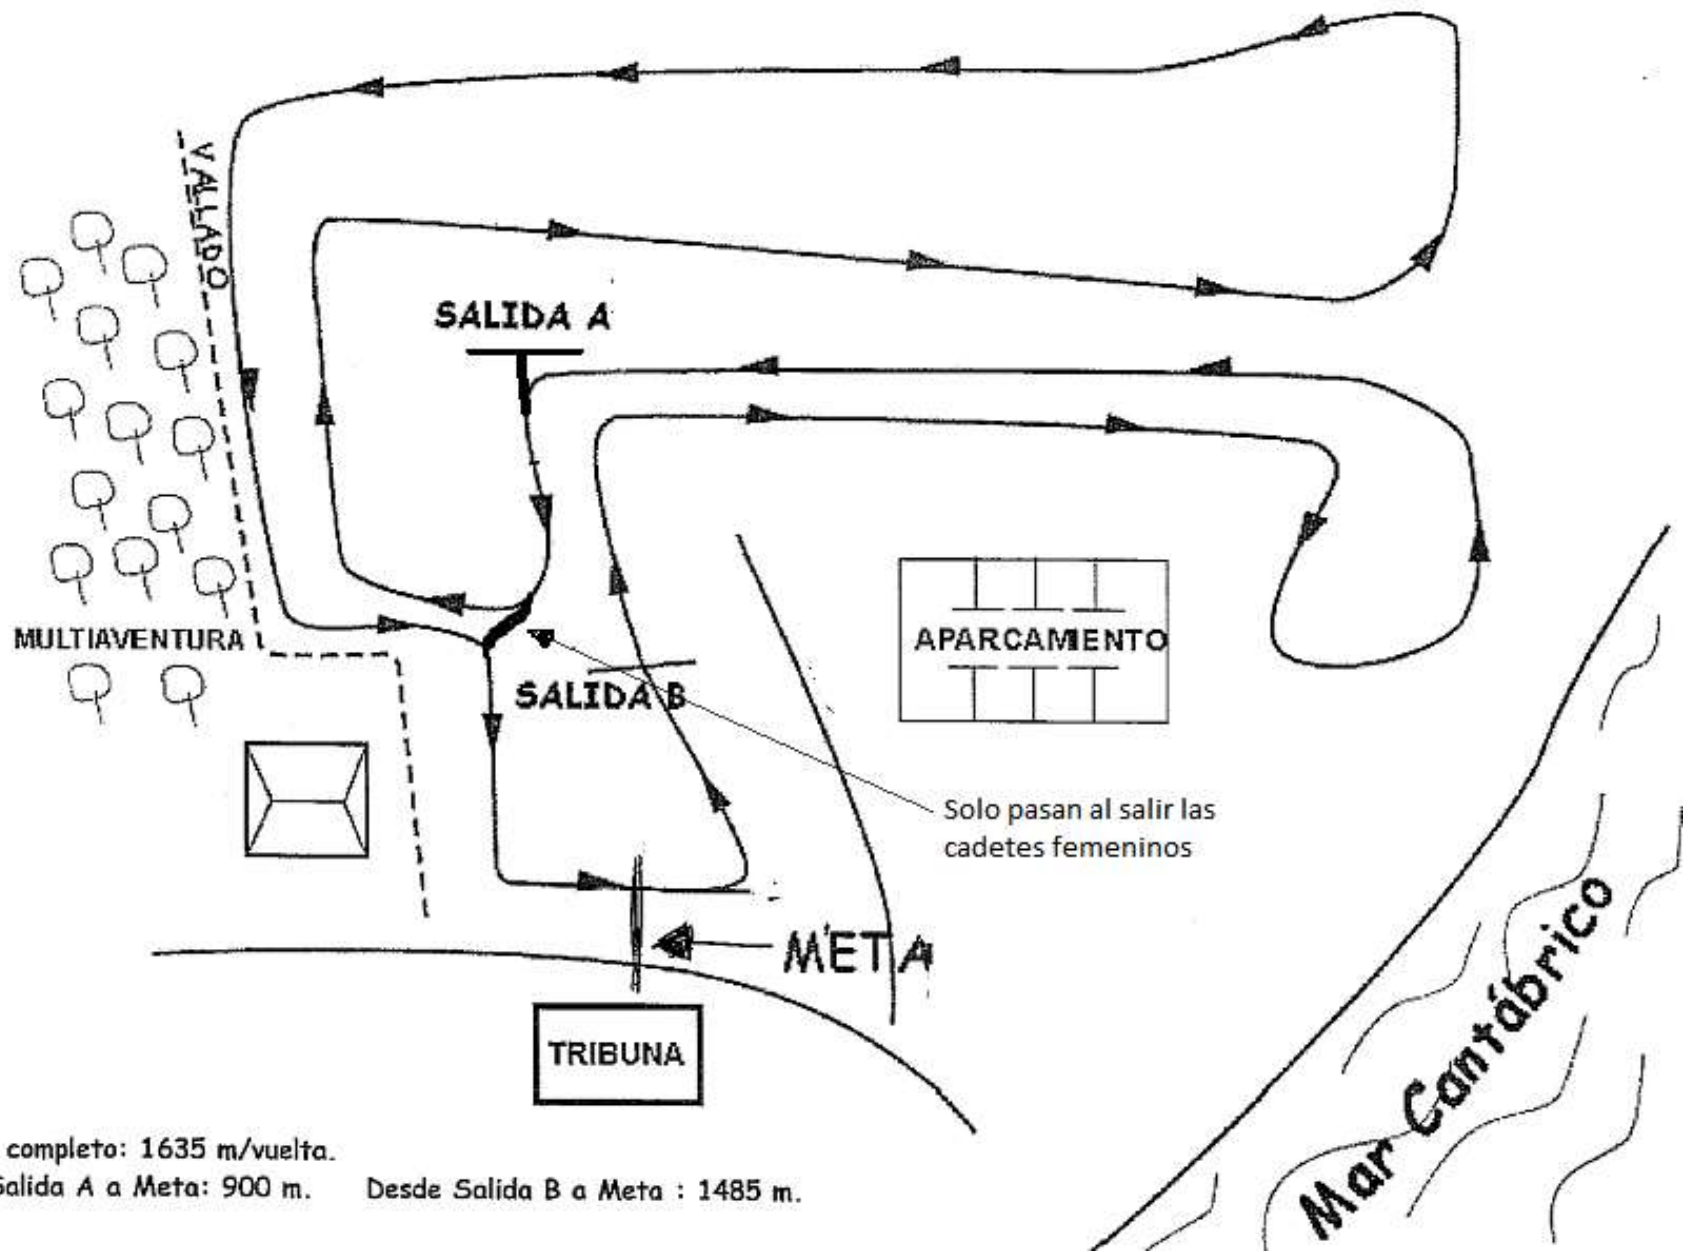 VALLADO
SALIDA A
MULTIAVENTURA
APARCAMIENTO
SALIDA B
Solo pasan al salir las
cadetes femeninos
META
TRIBUNA
Mar Cantábrico
completo: 1635 m/vuelta.
Salida A a Meta: 900 m. Desde Salida B a Meta : 1485 m.